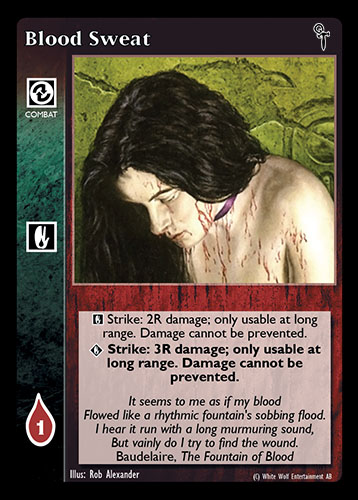 Blood Sweat
COMBAT
Strike: 2R damage; only usable at long
range. Damage cannot be prevented.
Strike: 3R damage; only usable at
long range. Damage cannot be
prevented.
It seems to me as if my blood
Flowed like a rhythmic fountain's sobbing flood.
I hear it run with a long murmuring sound,
But vainly do I try to find the wound.
Baudelaire, The Fountain of Blood
1
Illus: Rob Alexander
(C) White Wolf Entertainment AB